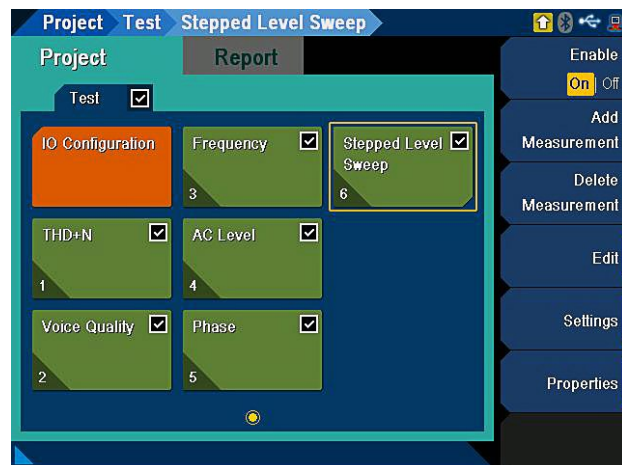 Project Test Stepped Level Sweep
Project Report
Test
IO Configuration
Frequency
3
Stepped Level
Sweep
6
THD+N
1
AC Level
4
Voice Quality
2
Phase
5
Enable
On Off
Add
Measurement
Delete
Measurement
Edit
Settings
Properties